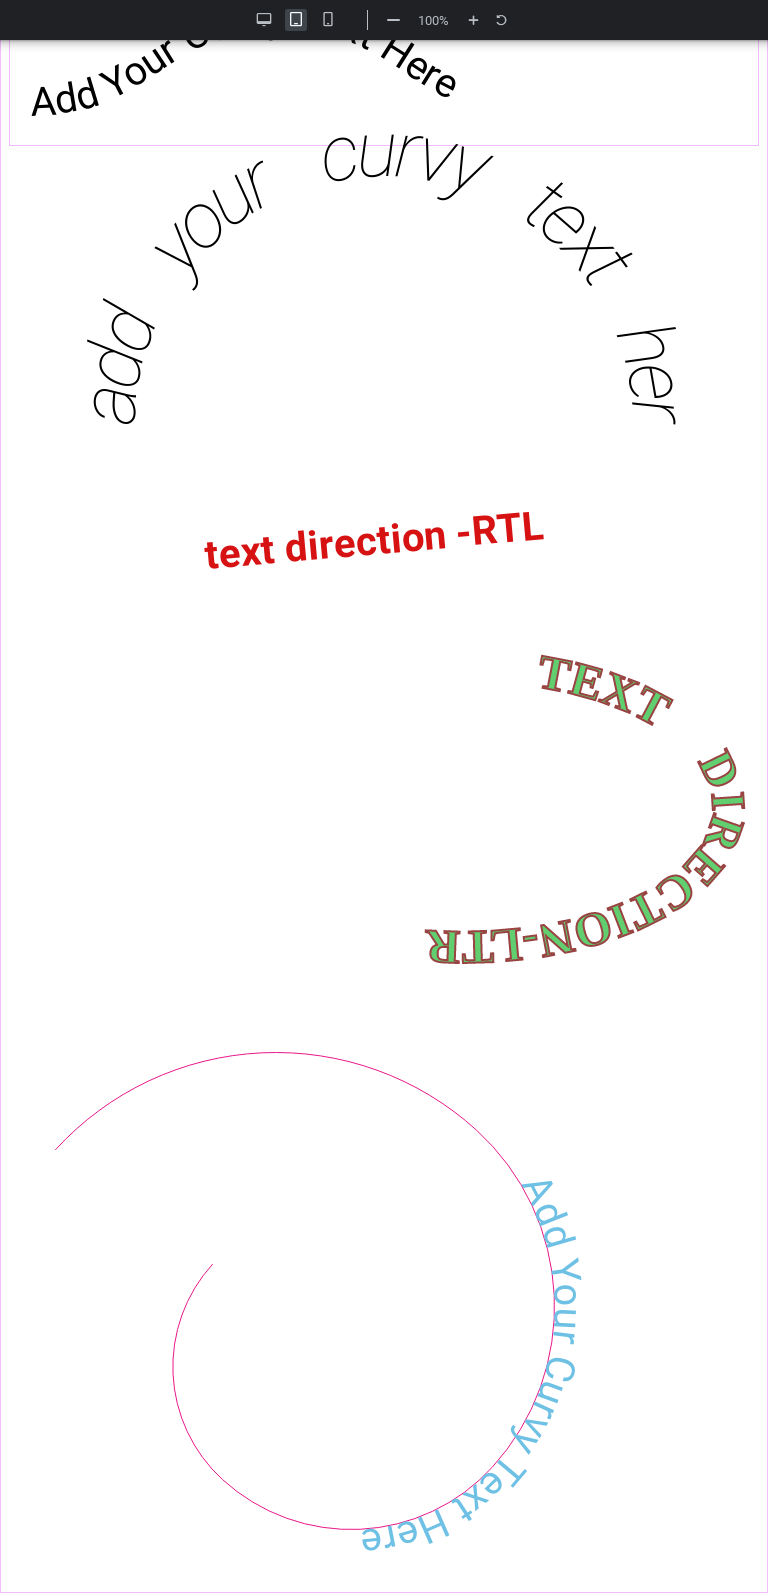 100%
Add Your Text Here
add your curvy text her
text direction -RTL
TEXT DIRECTION-LTR
Add Your Curvy Text Here